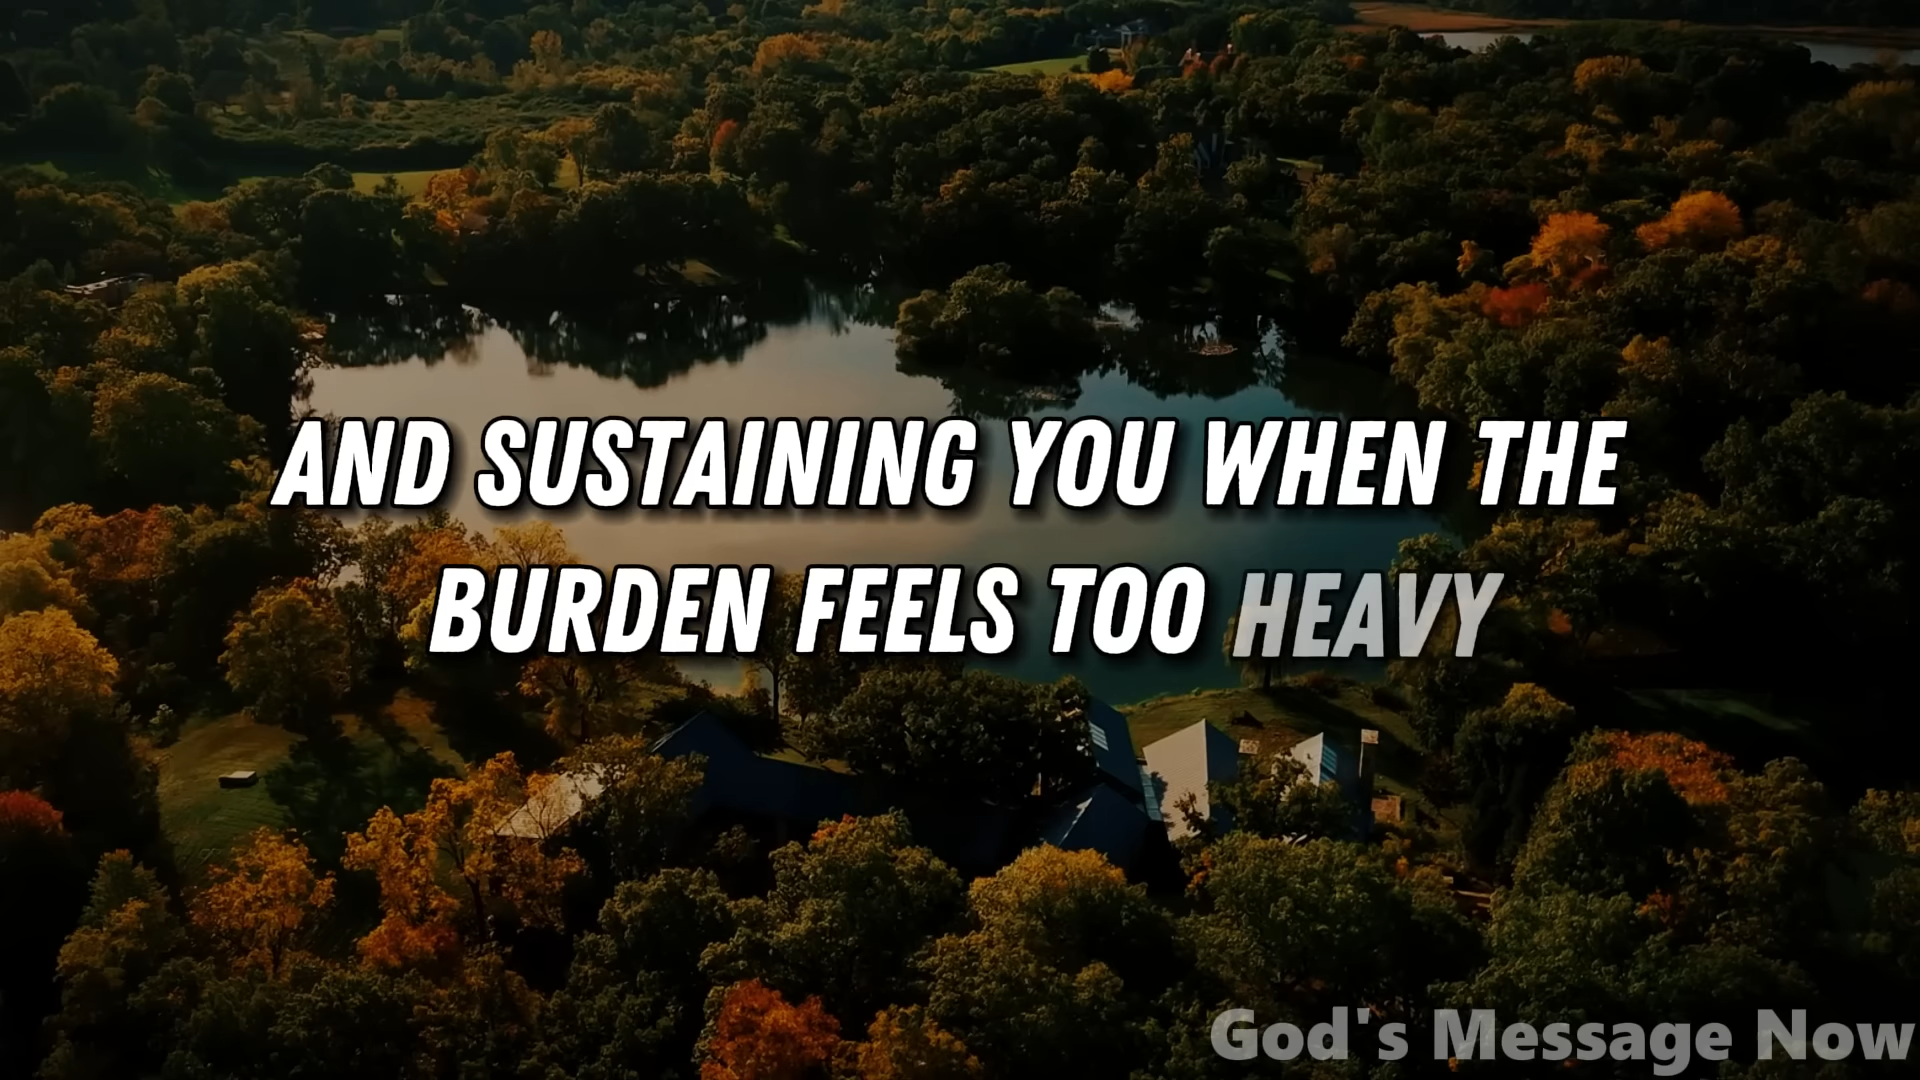 AND SUSTAINING YOU WHEN THE
BURDEN FEELS TOO HEAVY
God's Message Now